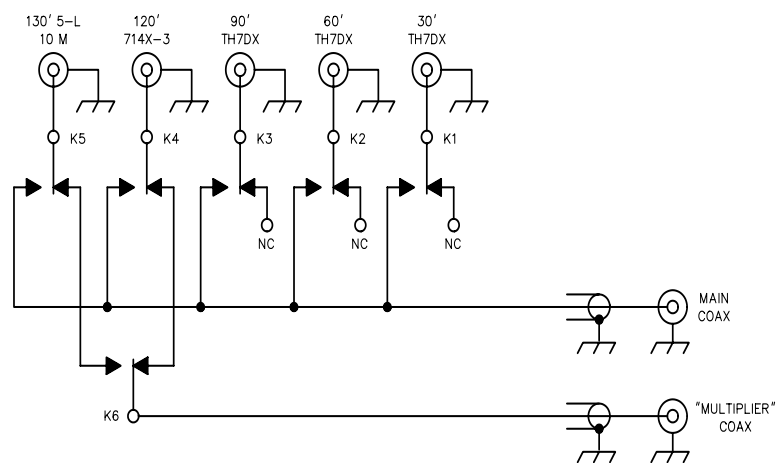 130' 5-L
10 M
120'
714X-3
90'
TH7DX
60'
TH7DX
30'
TH7DX
K5
K4
K3
K2
K1
NC
NC
NC
MAIN
COAX
K6
"MULTIPLIER"
COAX